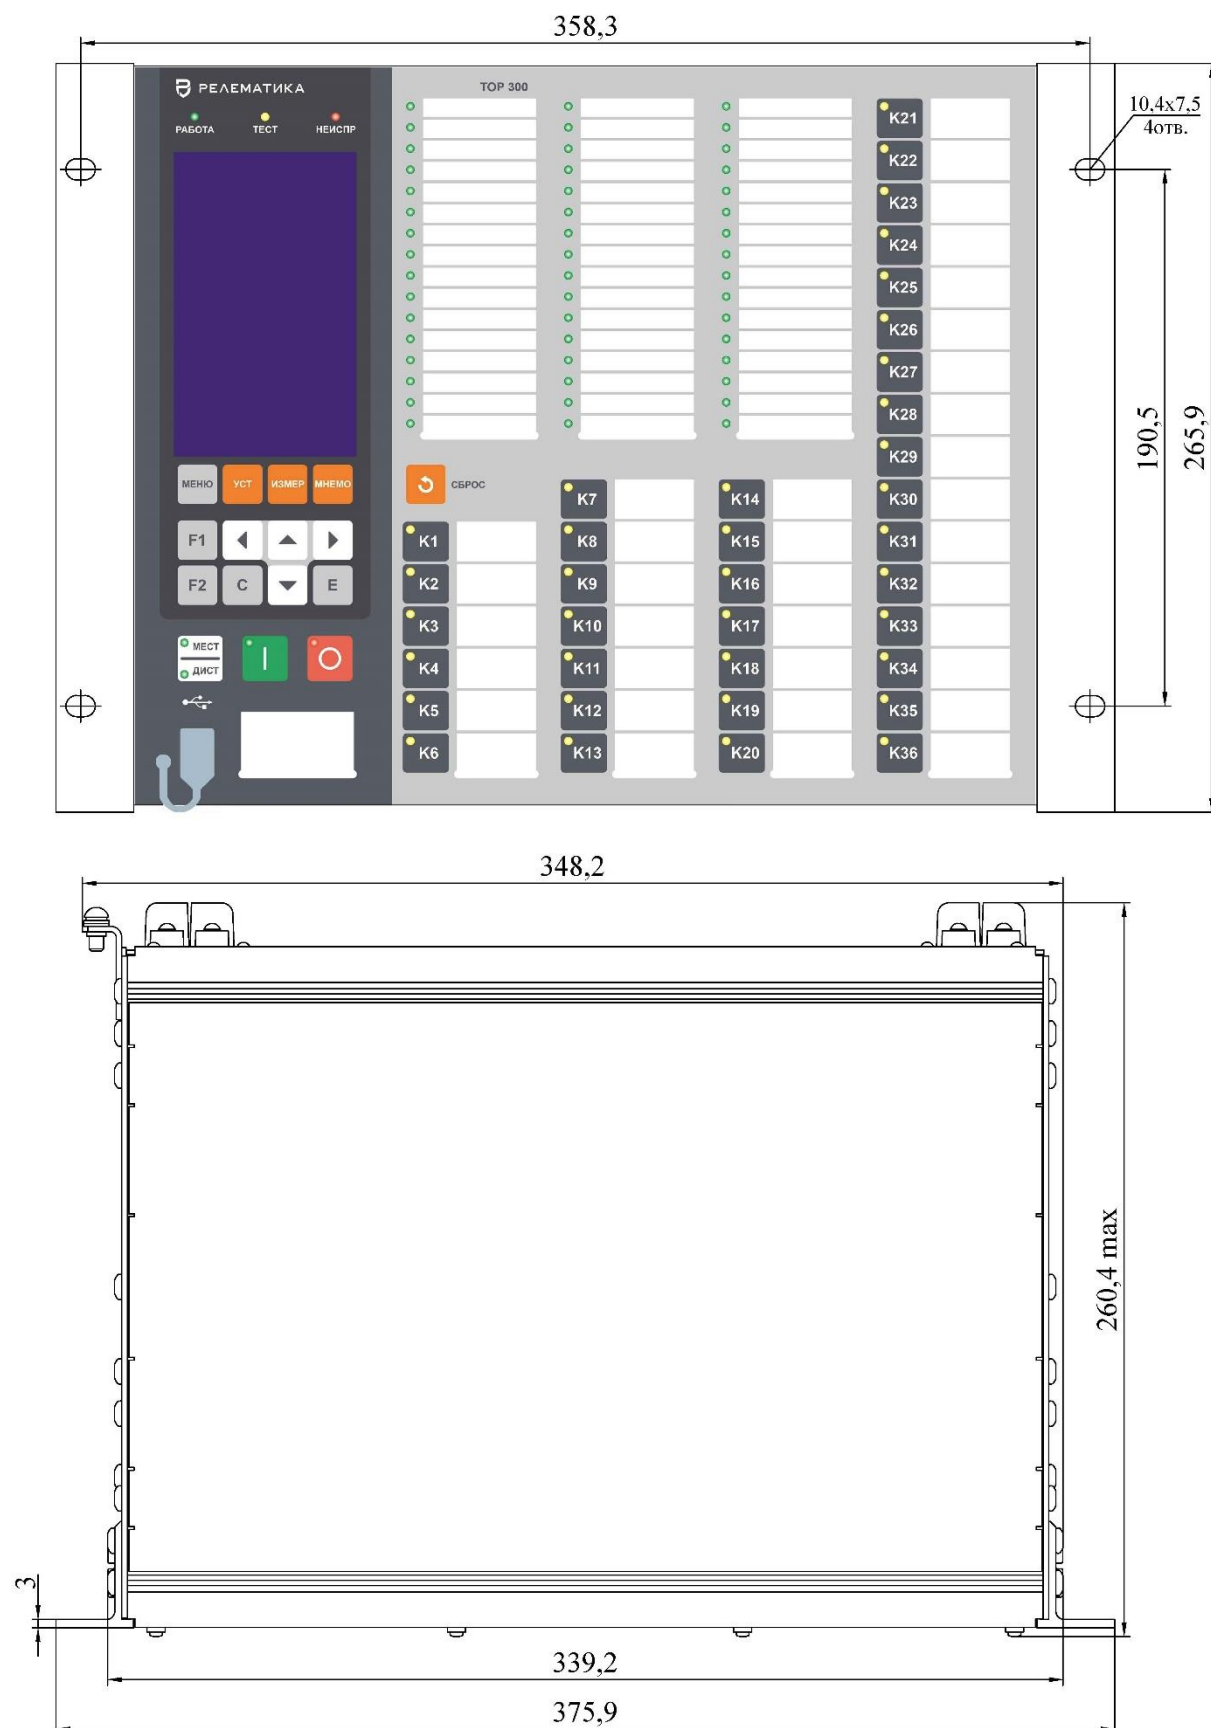 358,3
РЕЛЕМАТИКА
ТОР 300
РАБОТА ТЕСТ НЕИСПР
10,4x7,5
4отв.
K21
K22
K23
K24
K25
K26
K27
K28
K29
190,5
265,9
МЕНЮ УСТ ИЗМЕР МНЕМО
СБРОС
K7 K14 K30
F1 K1 K8 K15 K31
F2 C E K2 K9 K16 K32
K3 K10 K17 K33
МЕСТ
ДИСТ
K4 K11 K18 K34
K5 K12 K19 K35
K6 K13 K20 K36
348,2
260,4 max
3
339,2
375,9